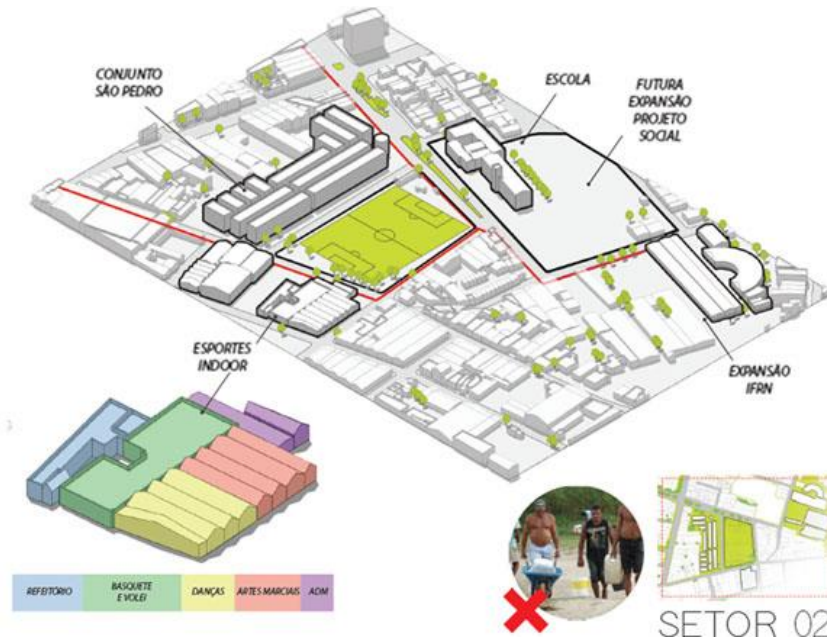 CONJUNTO
SÃO PEDRO
ESCOLA
FUTURA
EXPANSÃO
PROJETO
SOCIAL
ESPORTES
INDOOR
EXPANSÃO
IFRN
REFEITÓRIO
BASQUETE
E VOLEI
DANÇAS
ARTES MARCIAIS
ADM
SETOR 02